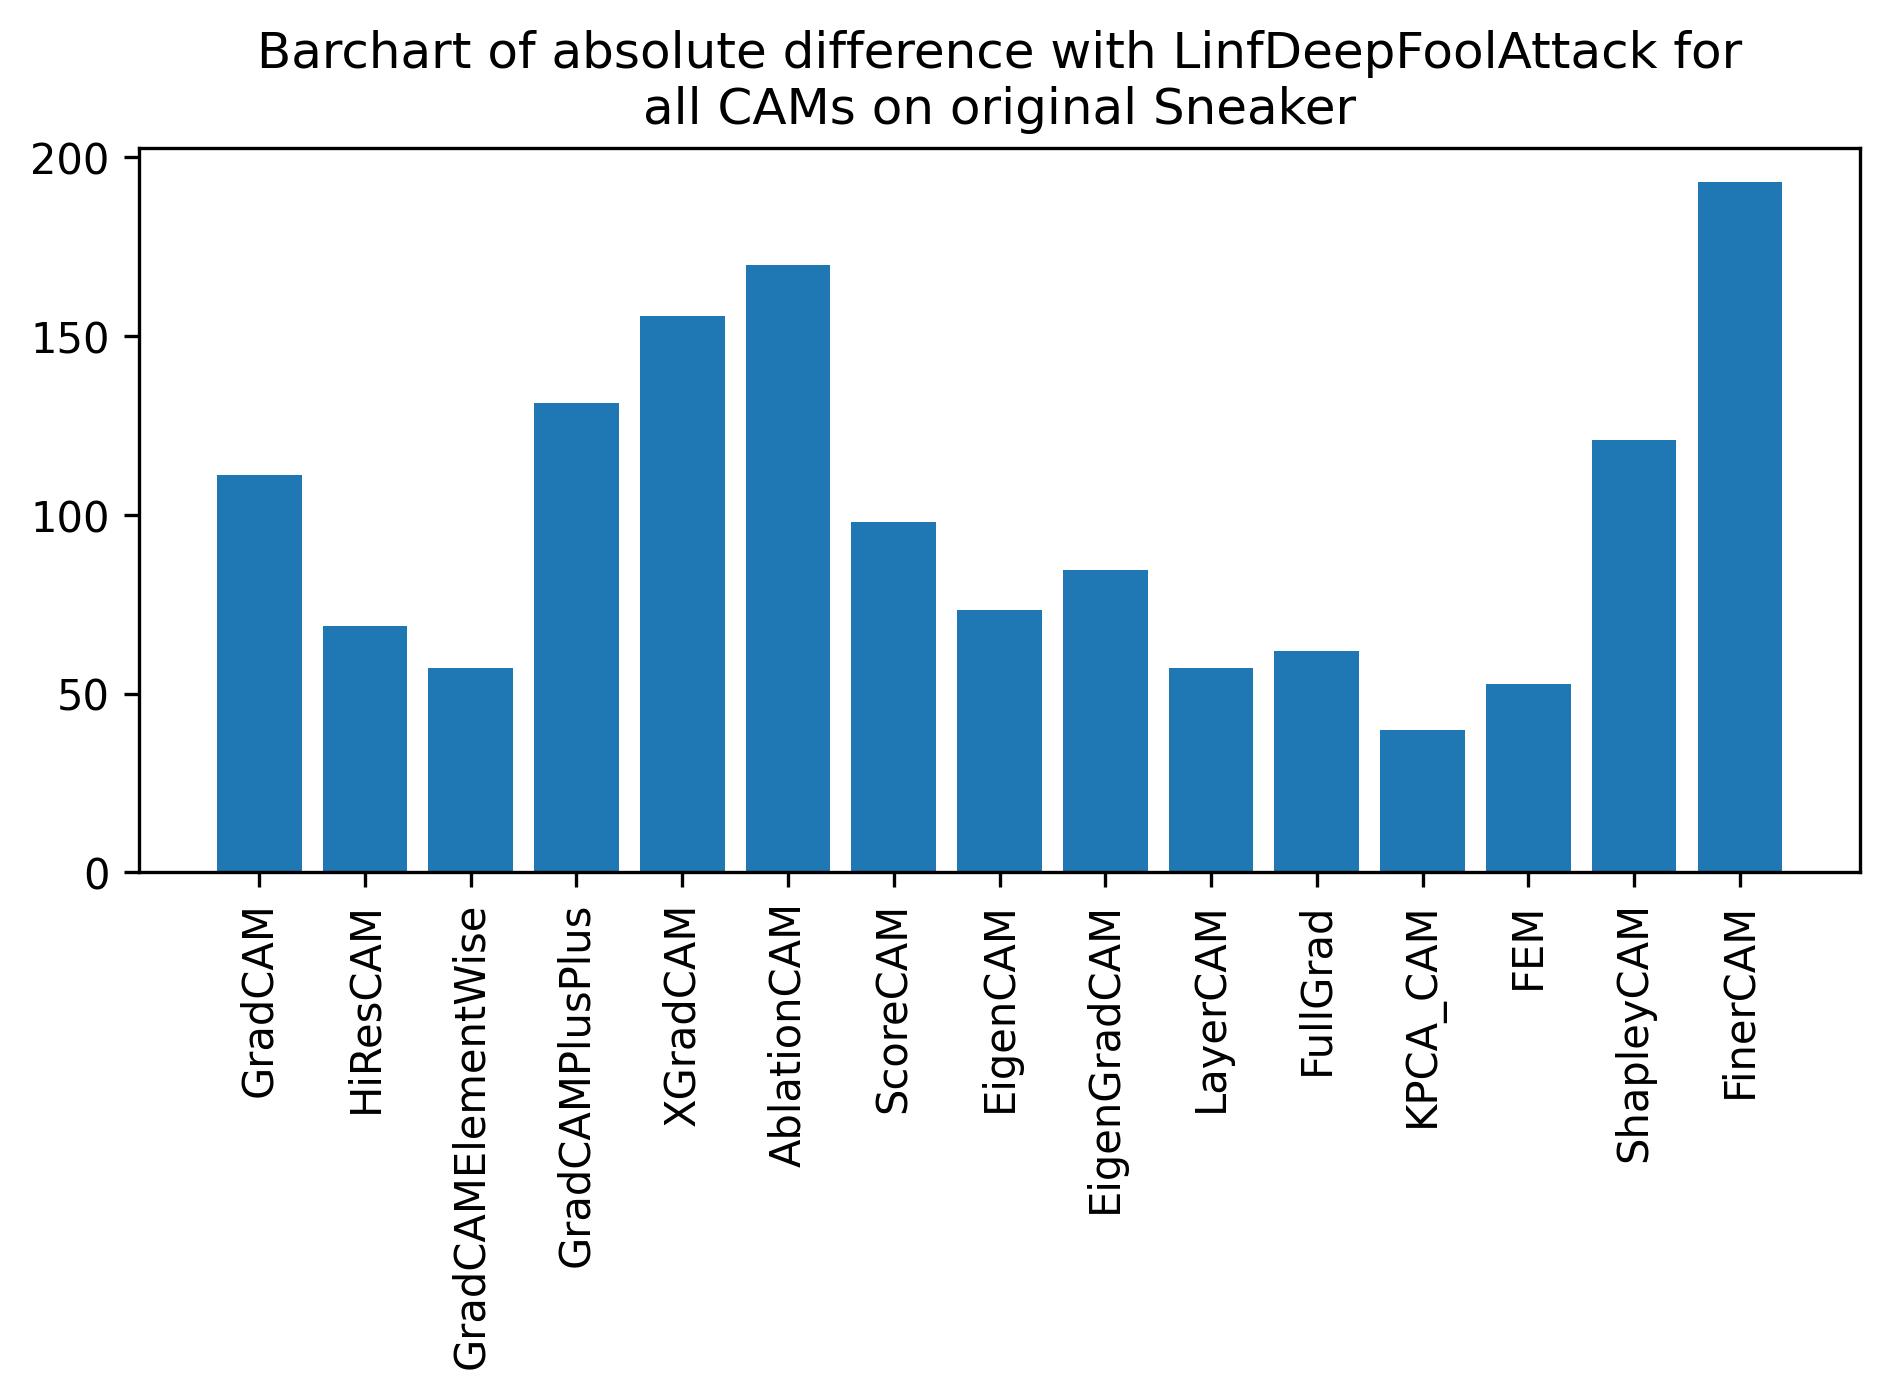 Barchart of absolute difference with LinfDeepFoolAttack for
all CAMs on original Sneaker
200
150
100
50
0
GradCAM
HiResCAM
GradCAMElementWise
GradCAMPlusPlus
XGradCAM
AblationCAM
ScoreCAM
EigenCAM
EigenGradCAM
LayerCAM
FullGrad
KPCA_CAM
FEM
ShapleyCAM
FinerCAM